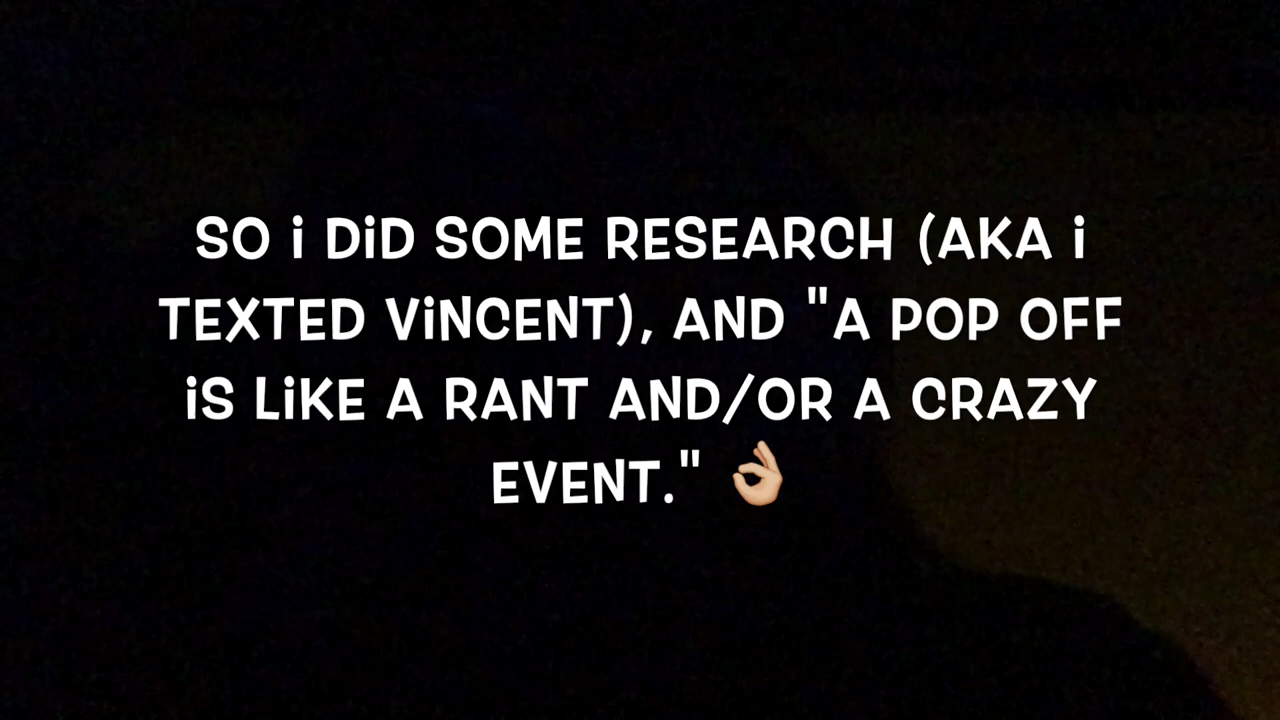 SO i DiD SOME RESEARCH (AKA i
TEXTED ViNCENT), AND "A POP OFF
iS LiKE A RANT AND/OR A CRAZY
EVENT." 👌🏼